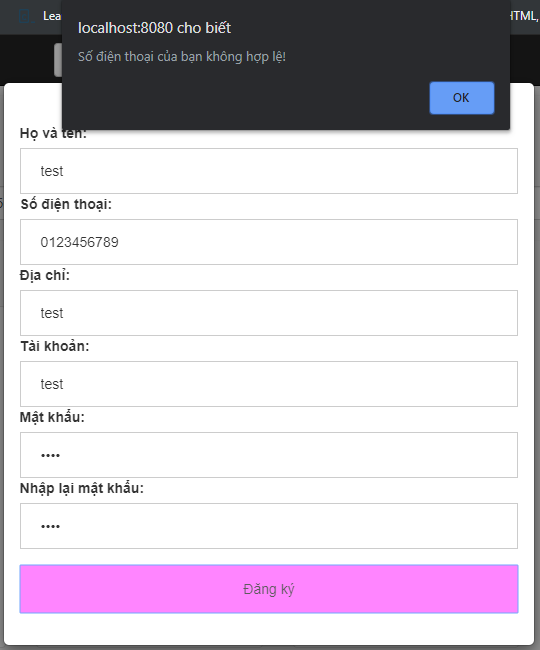 Lea
HTML,
localhost:8080 cho biết
Số điện thoại của bạn không hợp lệ!
OK
Họ và tên:
test
Số điện thoại:
0123456789
Địa chỉ:
test
Tài khoản:
test
Mật khẩu:
••••
Nhập lại mật khẩu:
••••
Đăng ký